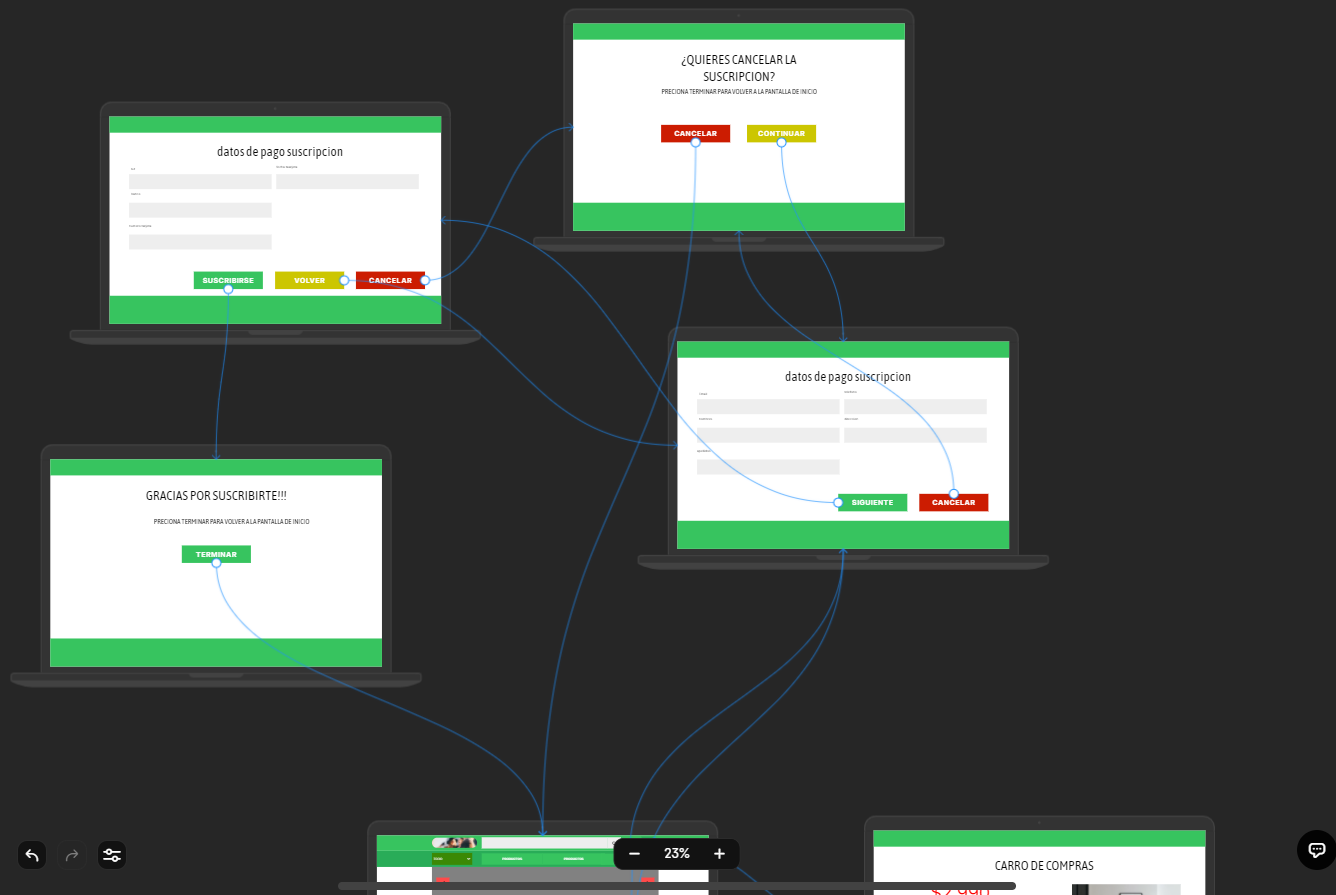 ¿QUIERES CANCELAR LA
SUSCRIPCION?
PRECIONA TERMINAR PARA VOLVER A LA PANTALLA DE INICIO
CANCELAR
CONTINUAR
datos de pago suscripcion
SUSCRIBIRSE
VOLVER
CANCELAR
datos de pago suscripcion
SIGUIENTE
CANCELAR
GRACIAS POR SUSCRIBIRTE!!!
PRECIONA TERMINAR PARA VOLVER A LA PANTALLA DE INICIO
TERMINAR
23%
CARRO DE COMPRAS